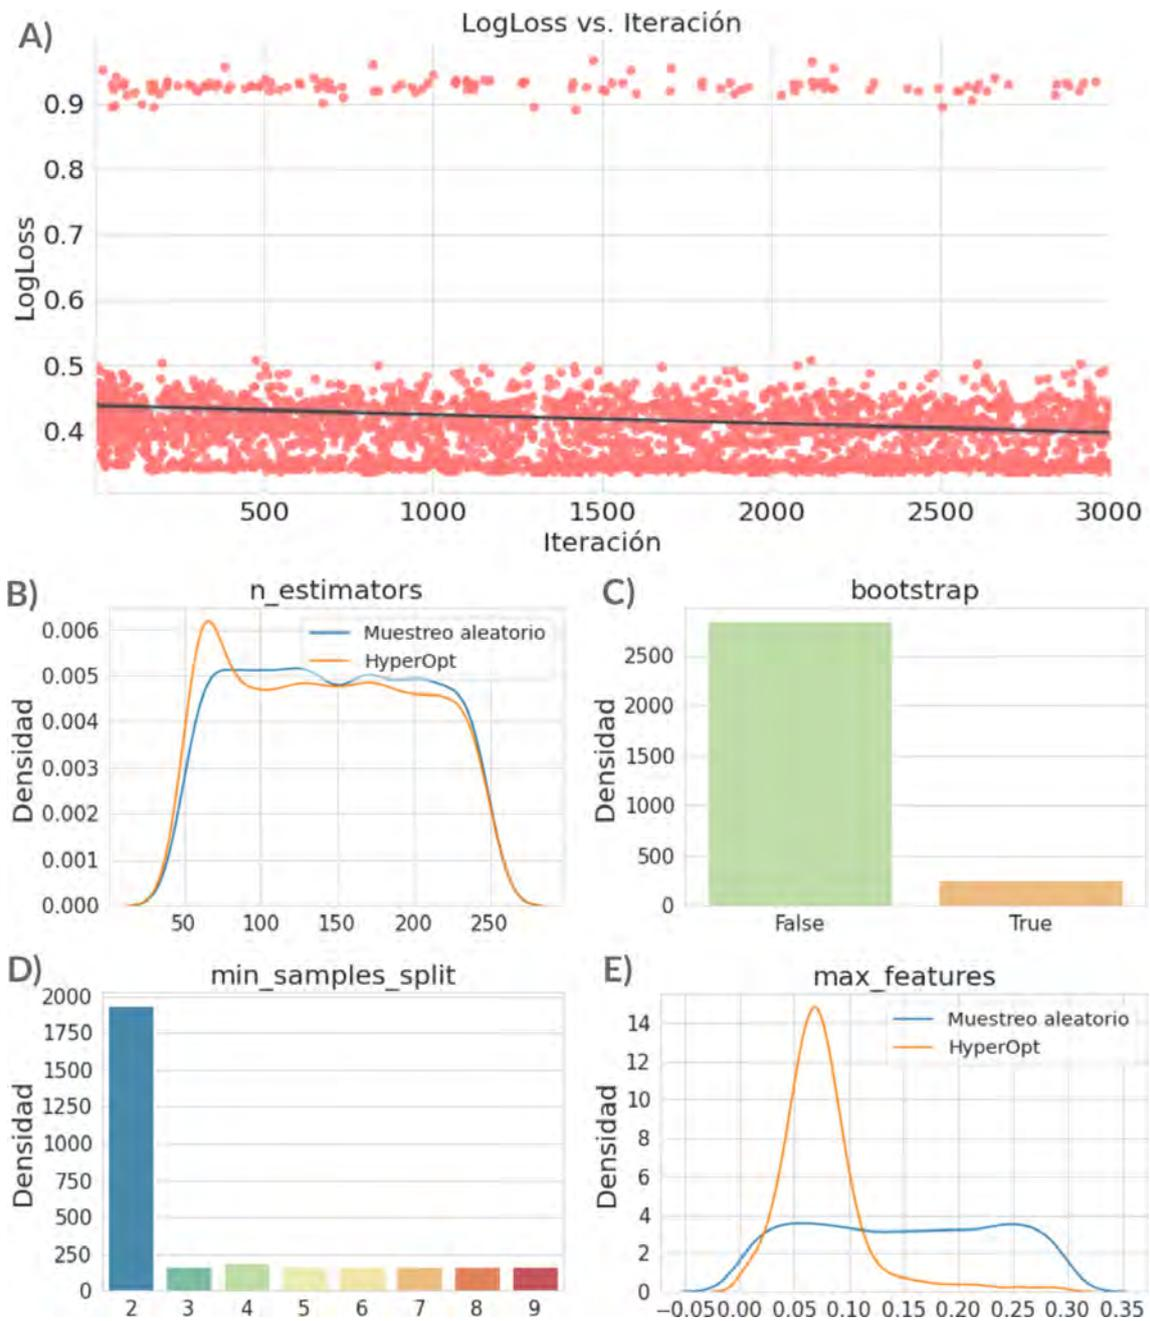 A)
LogLoss vs. Iteración
LogLoss
0.9
0.8
0.7
0.6
0.5
0.4
500 1000 1500 2000 2500 3000
Iteración
B)
n_estimators
Densidad
0.006
0.005
0.004
0.003
0.002
0.001
0.000
Muestreo aleatorio
HyperOpt
50 100 150 200 250
C)
bootstrap
Densidad
2500
2000
1500
1000
500
0
False True
D)
min_samples_split
Densidad
2000
1750
1500
1250
1000
750
500
250
0
2 3 4 5 6 7 8 9
E)
max_features
Densidad
14
12
10
8
6
4
2
0
Muestreo aleatorio
HyperOpt
−0.05 0.00 0.05 0.10 0.15 0.20 0.25 0.30 0.35